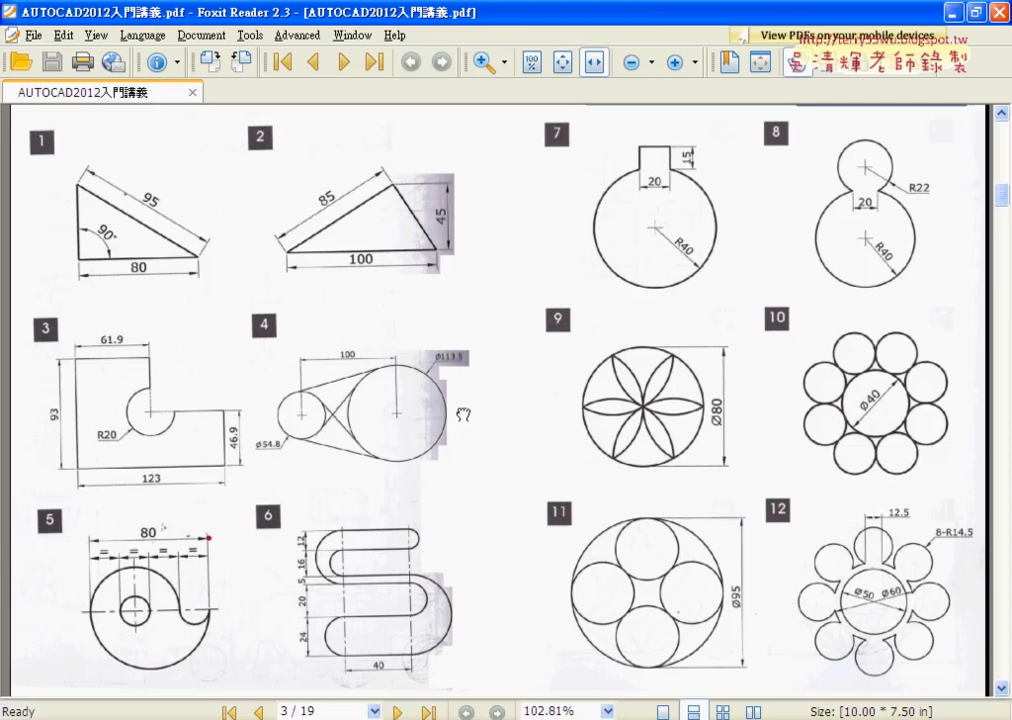 AUTOCAD2012入門講義.pdf - Foxit Reader 2.3 - [AUTOCAD2012入門講義.pdf]
File Edit View Language Document Tools Advanced Window Help
View PDFs on your mobile devices.
http://terry55wu.blogspot.tw
吳清輝老師錄製
AUTOCAD2012入門講義
1
95
90°
80
2
85
45
100
7
15
20
R40
8
R22
20
R40
3
61.9
93
R20
46.9
123
4
100
Ø113.8
Ø54.8
9
Ø80
10
Ø40
5
80
= = = =
6
12
16
5
20
24
40
11
Ø95
12
12.5
8-R14.5
Ø50 Ø60
Ready
3 / 19
102.81%
Size: [10.00 * 7.50 in]